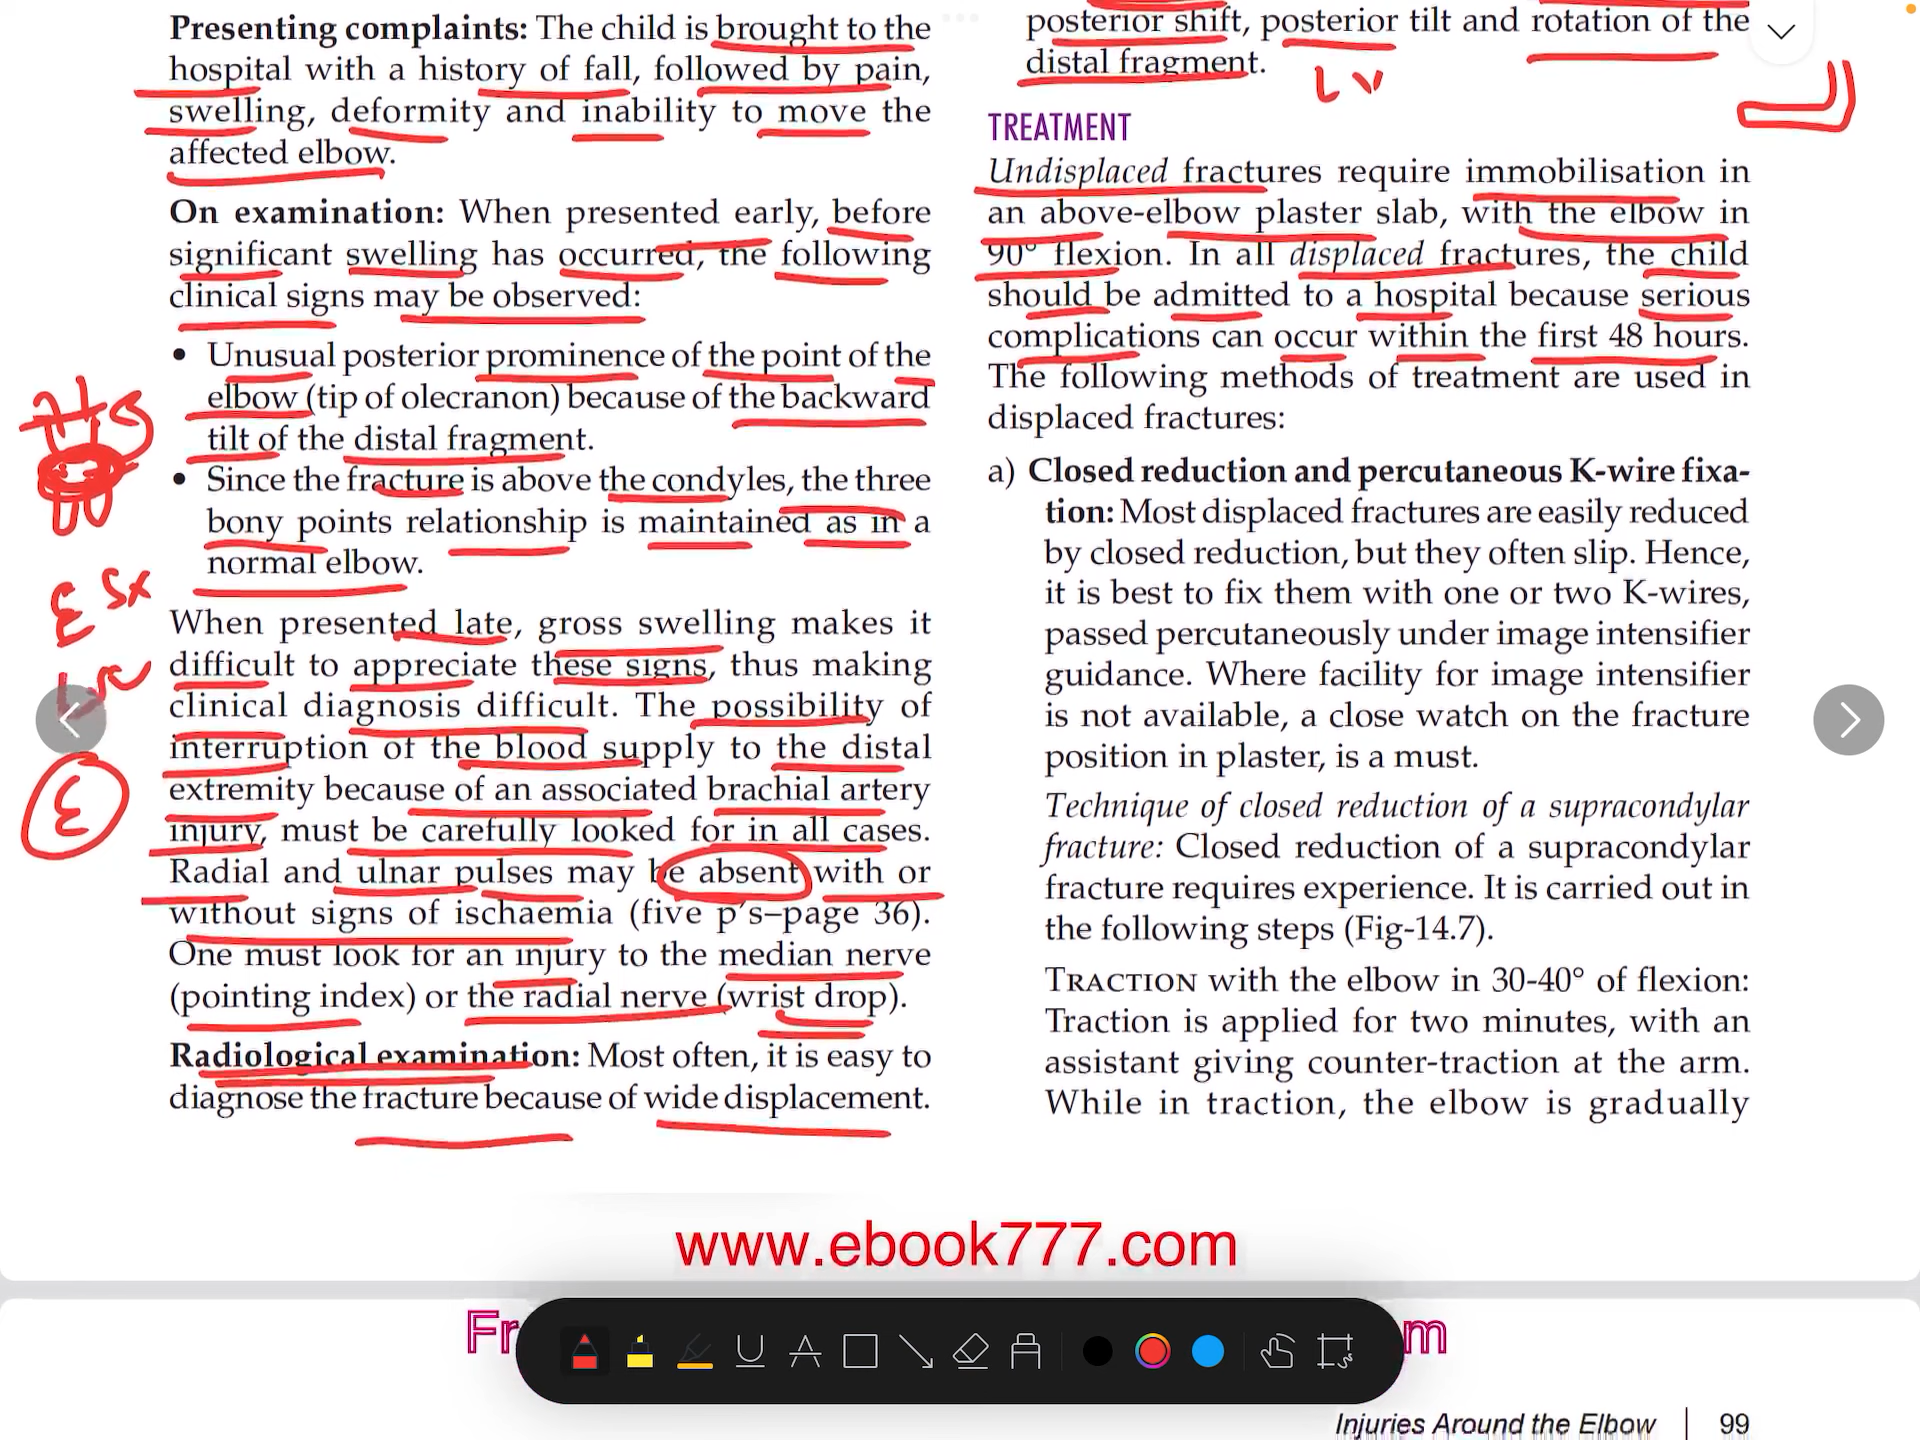 Presenting complaints: The child is brought to the
hospital with a history of fall, followed by pain,
swelling, deformity and inability to move the
affected elbow.
On examination: When presented early, before
significant swelling has occurred, the following
clinical signs may be observed:
• Unusual posterior prominence of the point of the
elbow (tip of olecranon) because of the backward
tilt of the distal fragment.
• Since the fracture is above the condyles, the three
bony points relationship is maintained as in a
normal elbow.
When presented late, gross swelling makes it
difficult to appreciate these signs, thus making
clinical diagnosis difficult. The possibility of
interruption of the blood supply to the distal
extremity because of an associated brachial artery
injury, must be carefully looked for in all cases.
Radial and ulnar pulses may be absent with or
without signs of ischaemia (five p's–page 36).
One must look for an injury to the median nerve
(pointing index) or the radial nerve (wrist drop).
Radiological examination: Most often, it is easy to
diagnose the fracture because of wide displacement.
posterior shift, posterior tilt and rotation of the
distal fragment.
TREATMENT
Undisplaced fractures require immobilisation in
an above-elbow plaster slab, with the elbow in
90° flexion. In all displaced fractures, the child
should be admitted to a hospital because serious
complications can occur within the first 48 hours.
The following methods of treatment are used in
displaced fractures:
a) Closed reduction and percutaneous K-wire fixa-
tion: Most displaced fractures are easily reduced
by closed reduction, but they often slip. Hence,
it is best to fix them with one or two K-wires,
passed percutaneously under image intensifier
guidance. Where facility for image intensifier
is not available, a close watch on the fracture
position in plaster, is a must.
Technique of closed reduction of a supracondylar
fracture: Closed reduction of a supracondylar
fracture requires experience. It is carried out in
the following steps (Fig-14.7).
TRACTION with the elbow in 30-40° of flexion:
Traction is applied for two minutes, with an
assistant giving counter-traction at the arm.
While in traction, the elbow is gradually
www.ebook777.com
Injuries Around the Elbow | 99